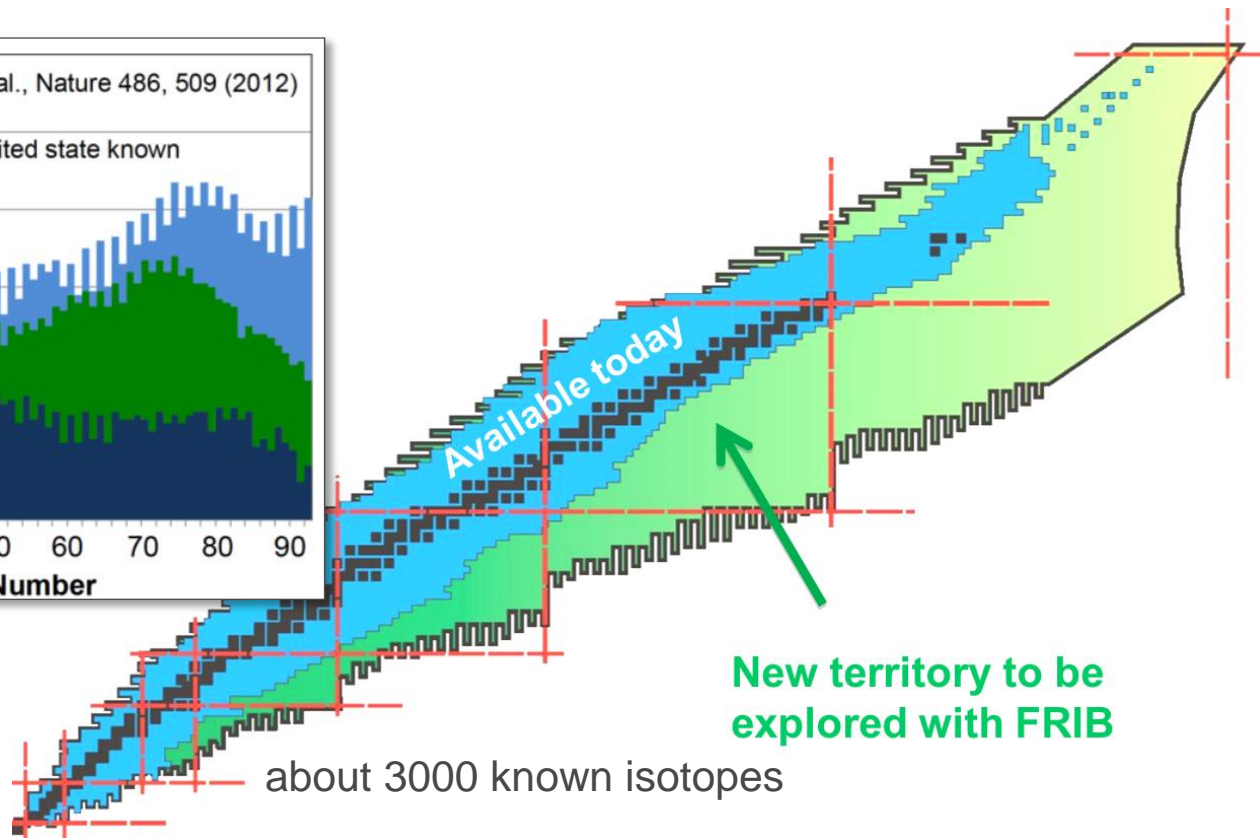 al., Nature 486, 509 (2012)
ited state known
0 60 70 80 90
Number
Available today
New territory to be
explored with FRIB
about 3000 known isotopes